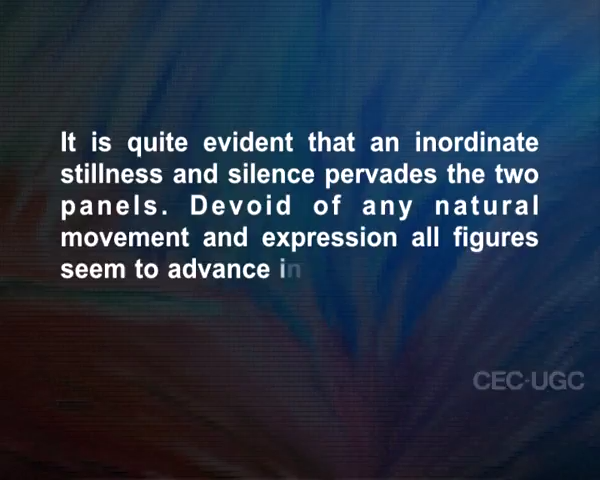 It is quite evident that an inordinate
stillness and silence pervades the two
panels. Devoid of any natural
movement and expression all figures
seem to advance in
CEC-UGC